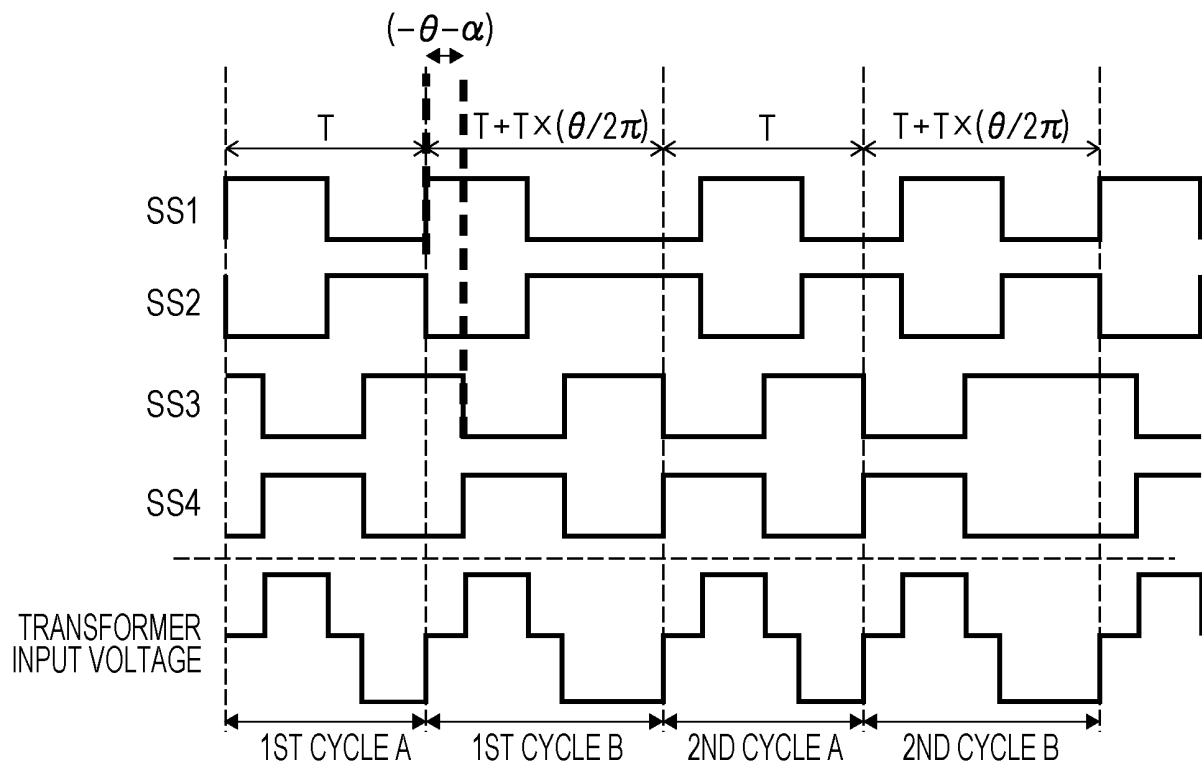 (-θ-α)
T
T+T×(θ/2π)
T
T+T×(θ/2π)
SS1
SS2
SS3
SS4
TRANSFORMER
INPUT VOLTAGE
1ST CYCLE A
1ST CYCLE B
2ND CYCLE A
2ND CYCLE B